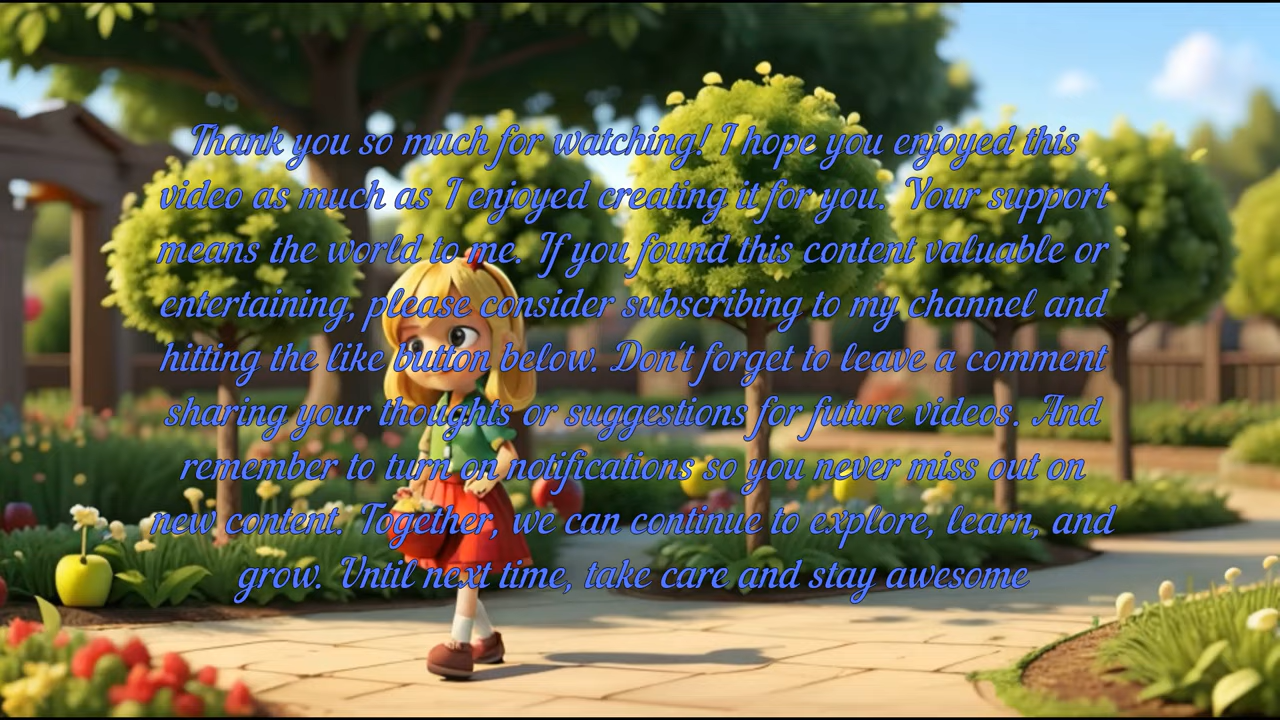 Thank you so much for watching! I hope you enjoyed this
video as much as I enjoyed creating it for you. Your support
means the world to me. If you found this content valuable or
entertaining, please consider subscribing to my channel and
hitting the like button below. Don't forget to leave a comment
sharing your thoughts or suggestions for future videos. And
remember to turn on notifications so you never miss out on
new content. Together, we can continue to explore, learn, and
grow. Until next time, take care and stay awesome